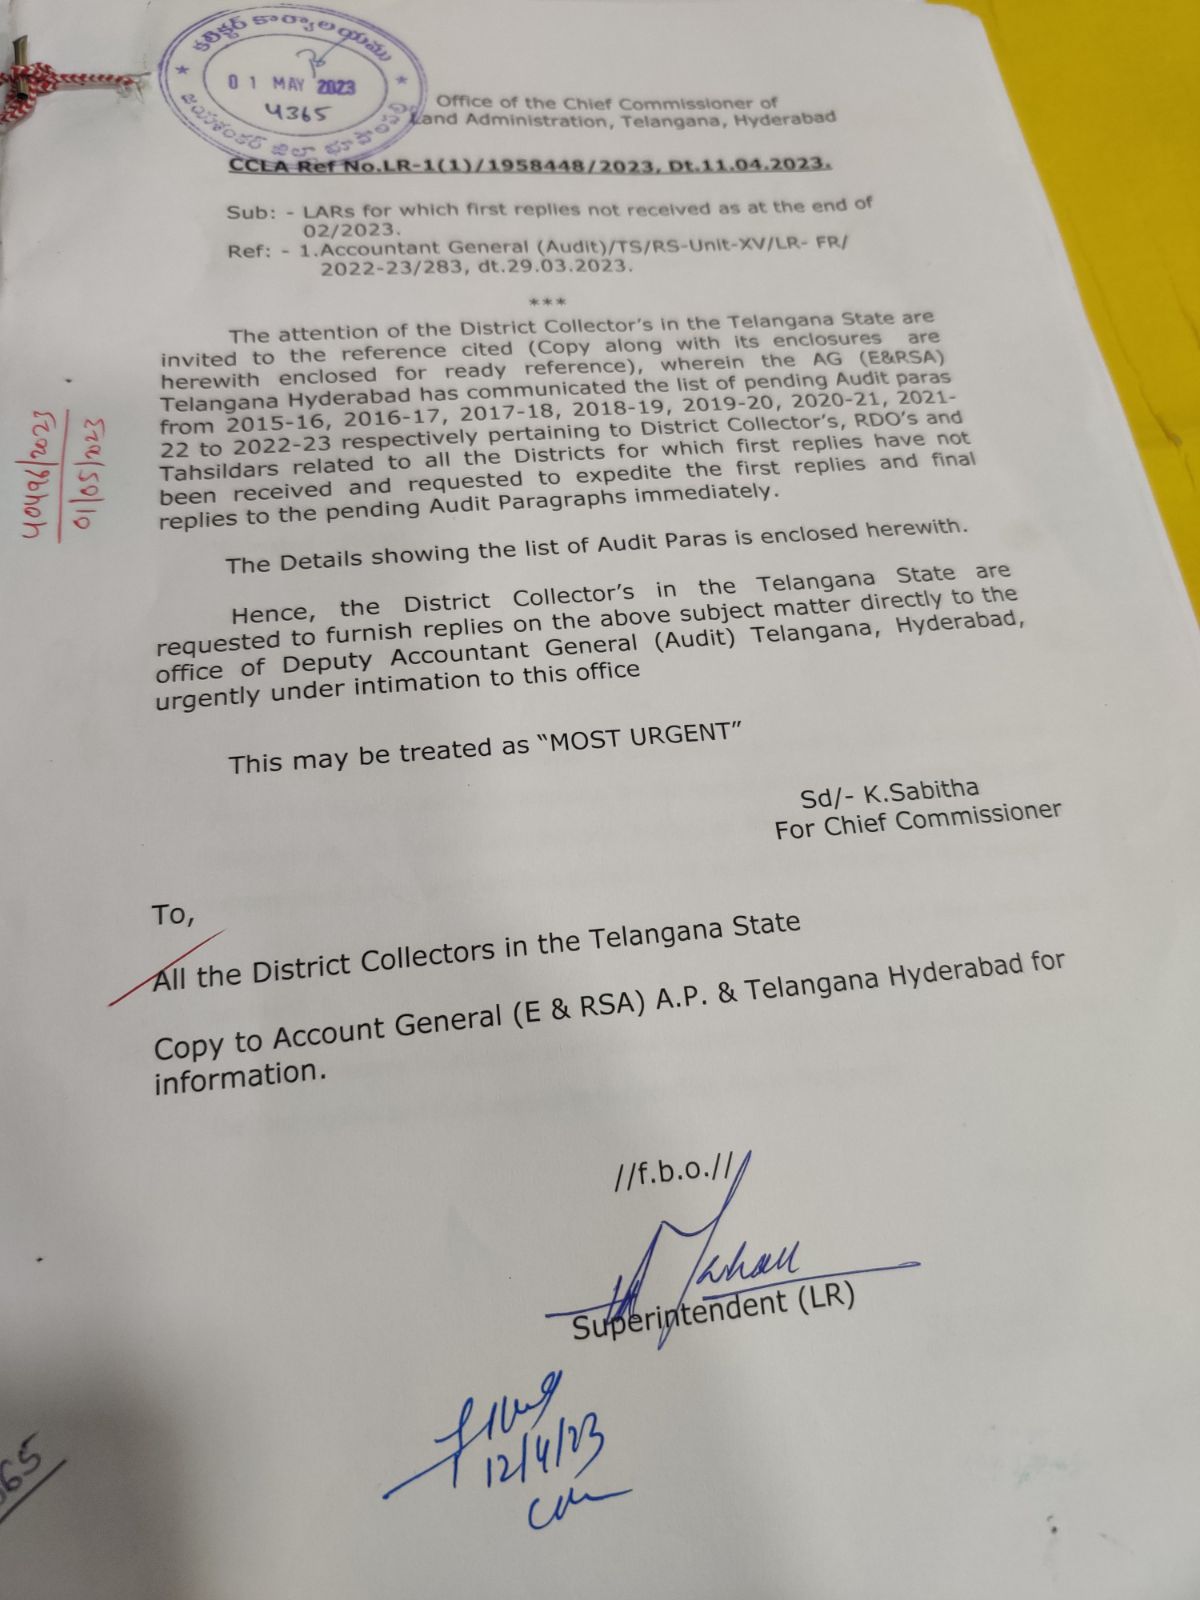 కలెక్టర్ కార్యాలయము
01 MAY 2023
4365
జయశంకర్ జిల్లా భూపాలపల్లి
Office of the Chief Commissioner of
Land Administration, Telangana, Hyderabad
CCLA Ref No.LR-1(1)/1958448/2023, Dt.11.04.2023.
Sub: - LARs for which first replies not received as at the end of
02/2023.
Ref: - 1.Accountant General (Audit)/TS/RS-Unit-XV/LR- FR/
2022-23/283, dt.29.03.2023.
***
The attention of the District Collector's in the Telangana State are
invited to the reference cited (Copy along with its enclosures are
herewith enclosed for ready reference), wherein the AG (E&RSA)
Telangana Hyderabad has communicated the list of pending Audit paras
from 2015-16, 2016-17, 2017-18, 2018-19, 2019-20, 2020-21, 2021-
22 to 2022-23 respectively pertaining to District Collector's, RDO's and
Tahsildars related to all the Districts for which first replies have not
been received and requested to expedite the first replies and final
replies to the pending Audit Paragraphs immediately.
40496/2023
01/05/2023
The Details showing the list of Audit Paras is enclosed herewith.
Hence, the District Collector's in the Telangana State are
requested to furnish replies on the above subject matter directly to the
office of Deputy Accountant General (Audit) Telangana, Hyderabad,
urgently under intimation to this office
This may be treated as "MOST URGENT"
Sd/- K.Sabitha
For Chief Commissioner
To,
All the District Collectors in the Telangana State
Copy to Account General (E & RSA) A.P. & Telangana Hyderabad for
information.
//f.b.o.//
Superintendent (LR)
12/4/23
65